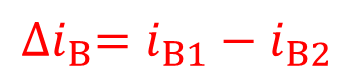 Δi_B = i_B1 − i_B2